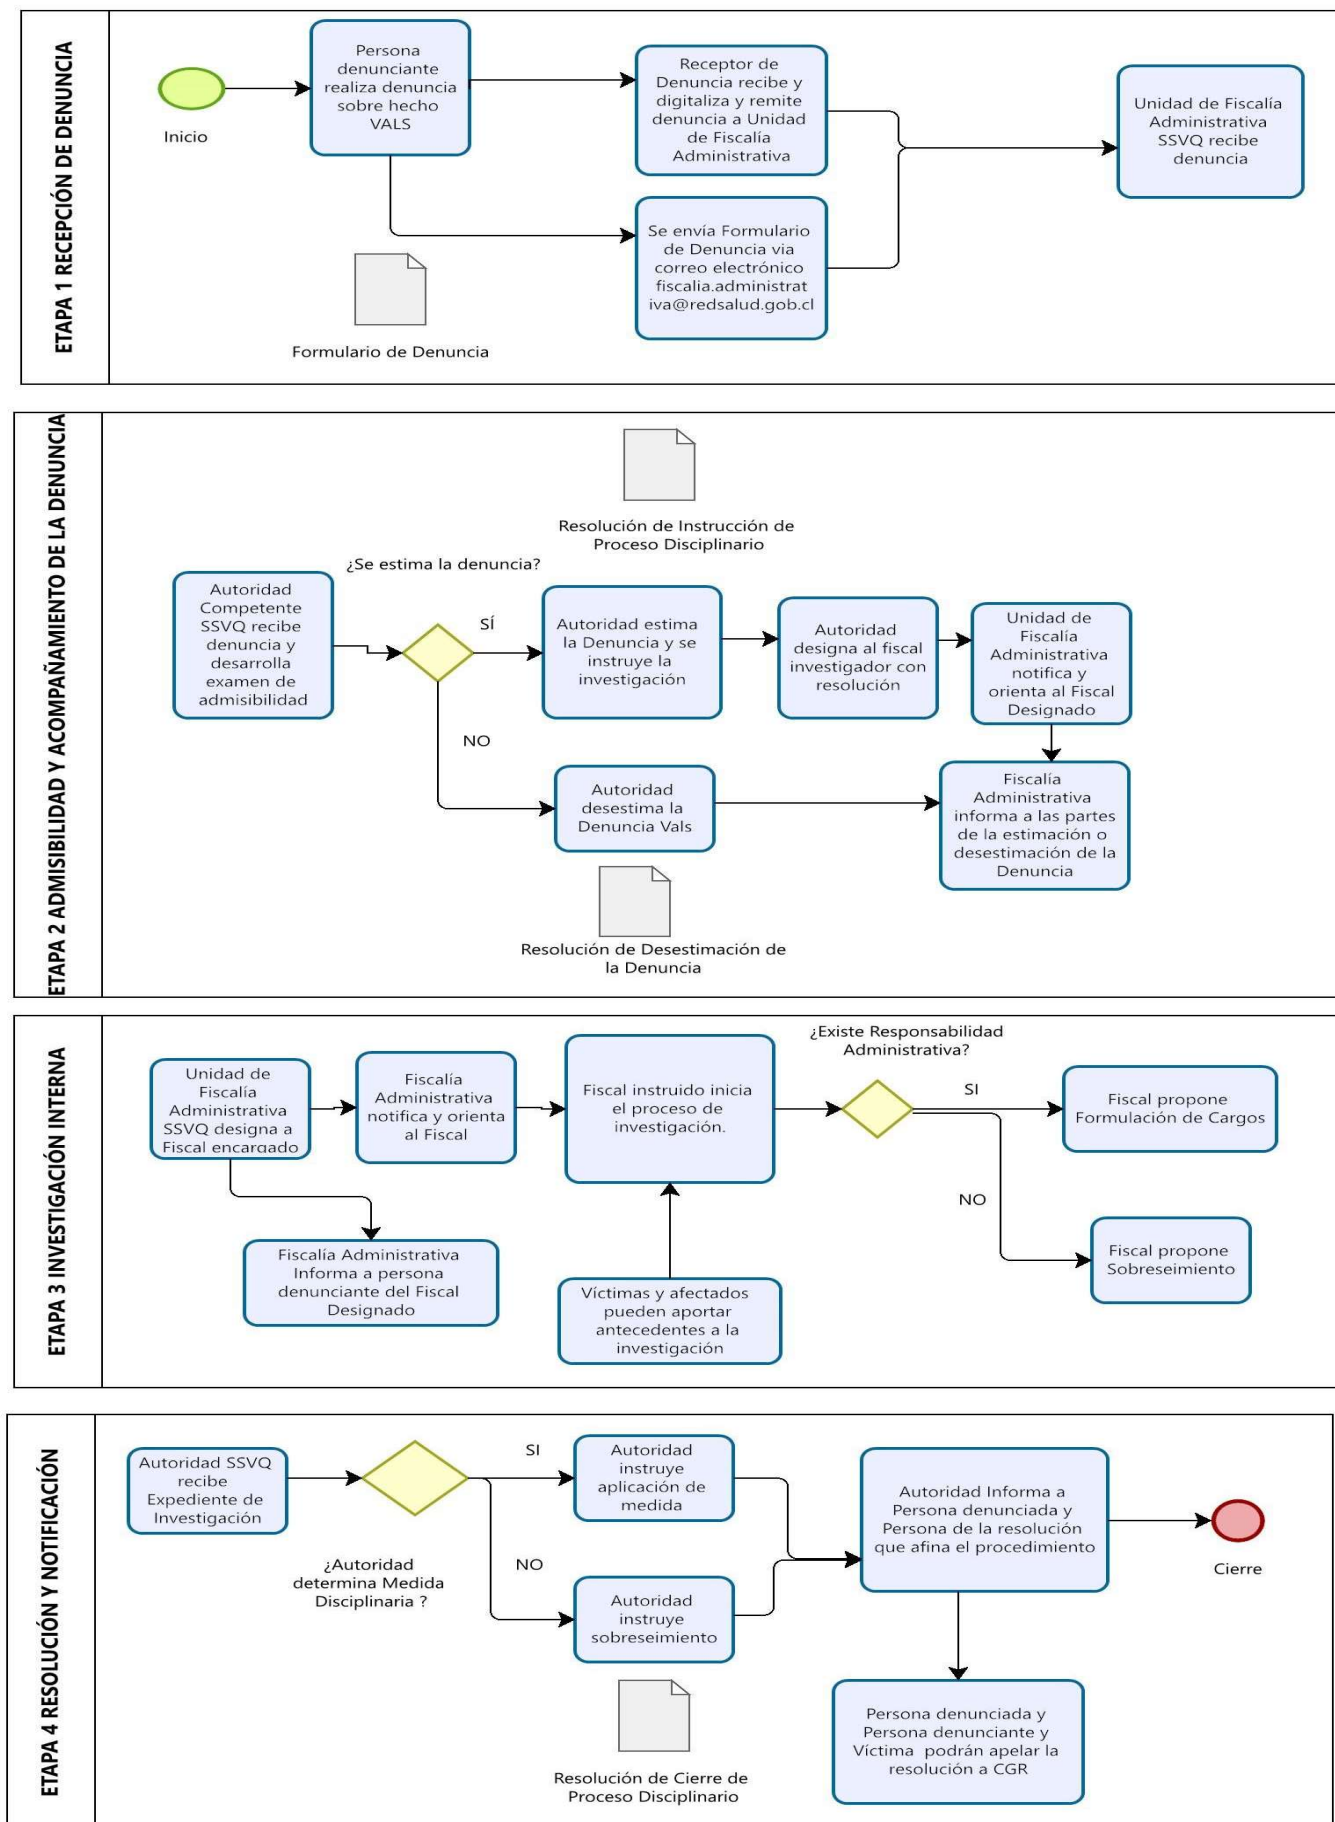 ETAPA 1 RECEPCIÓN DE DENUNCIA
Inicio
Persona
denunciante
realiza denuncia
sobre hecho
VALS
Receptor de
Denuncia recibe y
digitaliza y remite
denuncia a Unidad
de Fiscalía
Administrativa
Unidad de Fiscalía
Administrativa
SSVQ recibe
denuncia
Se envía Formulario
de Denuncia via
correo electrónico
fiscalia.administrat
iva@redsalud.gob.cl
Formulario de Denuncia
ETAPA 2 ADMISIBILIDAD Y ACOMPAÑAMIENTO DE LA DENUNCIA
Resolución de Instrucción de
Proceso Disciplinario
¿Se estima la denuncia?
Autoridad
Competente
SSVQ recibe
denuncia y
desarrolla
examen de
admisibilidad
SÍ
Autoridad estima
la Denuncia y se
instruye la
investigación
Autoridad
designa al fiscal
investigador con
resolución
Unidad de
Fiscalía
Administrativa
notifica y
orienta al Fiscal
Designado
NO
Autoridad
desestima la
Denuncia Vals
Fiscalía
Administrativa
informa a las partes
de la estimación o
desestimación de la
Denuncia
Resolución de Desestimación de
la Denuncia
ETAPA 3 INVESTIGACIÓN INTERNA
Unidad de
Fiscalía
Administrativa
SSVQ designa a
Fiscal encargado
Fiscalía
Administrativa
notifica y orienta
al Fiscal
Fiscal instruido inicia
el proceso de
investigación.
¿Existe Responsabilidad
Administrativa?
SI
Fiscal propone
Formulación de Cargos
NO
Fiscal propone
Sobreseimiento
Fiscalía Administrativa
Informa a persona
denunciante del Fiscal
Designado
Víctimas y afectados
pueden aportar
antecedentes a la
investigación
ETAPA 4 RESOLUCIÓN Y NOTIFICACIÓN
Autoridad SSVQ
recibe
Expediente de
Investigación
¿Autoridad
determina Medida
Disciplinaria ?
SI
Autoridad
instruye
aplicación de
medida
NO
Autoridad
instruye
sobreseimiento
Autoridad Informa a
Persona denunciada y
Persona de la resolución
que afina el procedimiento
Cierre
Resolución de Cierre de
Proceso Disciplinario
Persona denunciada y
Persona denunciante y
Víctima podrán apelar la
resolución a CGR